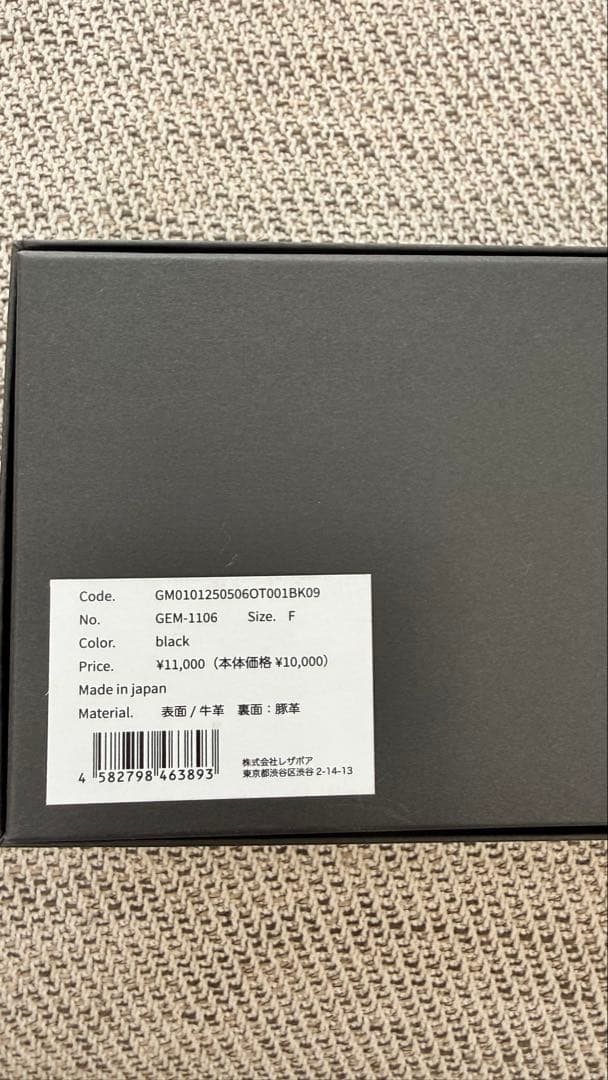 Code. GM0101250506OT001BK09
No. GEM-1106 Size. F
Color. black
Price. ¥11,000（本体価格 ¥10,000）
Made in japan
Material. 表面 / 牛革 裏面：豚革
4 582798 463893
株式会社レザボア
東京都渋谷区渋谷 2-14-13